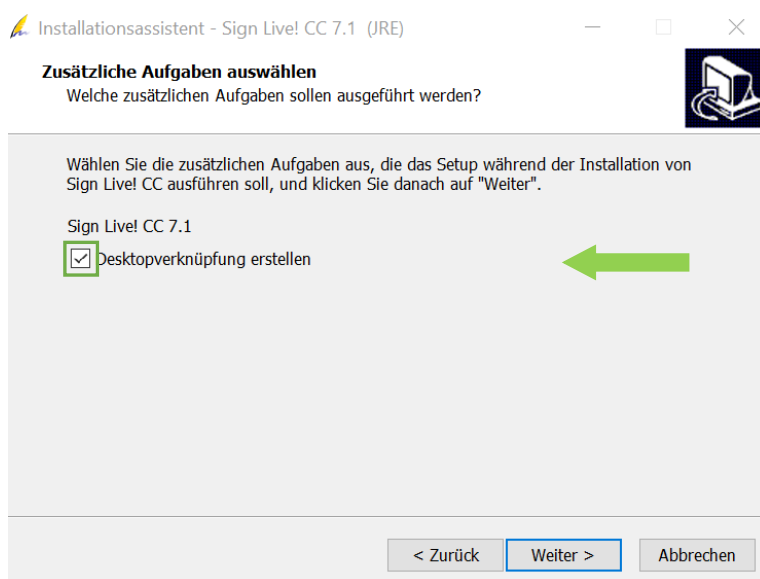 Installationsassistent - Sign Live! CC 7.1 (JRE)
Zusätzliche Aufgaben auswählen
Welche zusätzlichen Aufgaben sollen ausgeführt werden?
Wählen Sie die zusätzlichen Aufgaben aus, die das Setup während der Installation von
Sign Live! CC ausführen soll, und klicken Sie danach auf "Weiter".
Sign Live! CC 7.1
Desktopverknüpfung erstellen
< Zurück
Weiter >
Abbrechen